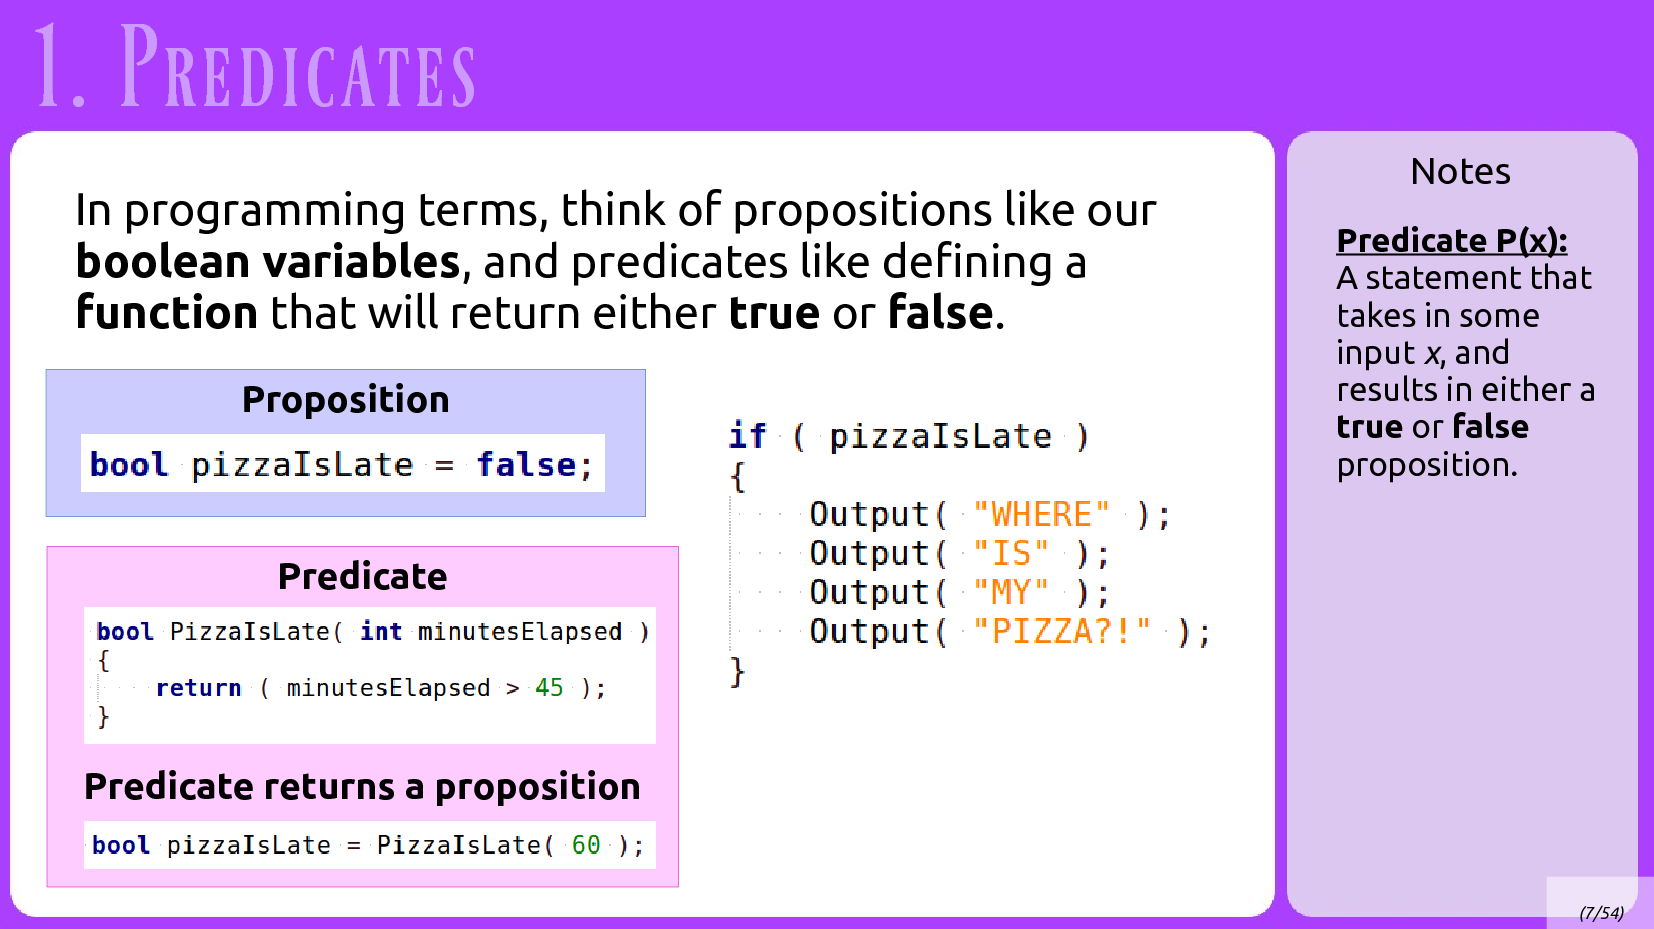 1. Predicates
In programming terms, think of propositions like our
boolean variables, and predicates like defining a
function that will return either true or false.
Proposition
bool pizzaIsLate = false;
Predicate
bool PizzaIsLate( int minutesElapsed )
{
return ( minutesElapsed > 45 );
}
Predicate returns a proposition
bool pizzaIsLate = PizzaIsLate( 60 );
if ( pizzaIsLate )
{
Output( "WHERE" );
Output( "IS" );
Output( "MY" );
Output( "PIZZA?!" );
}
Notes
Predicate P(x):
A statement that
takes in some
input x, and
results in either a
true or false
proposition.
(7/54)